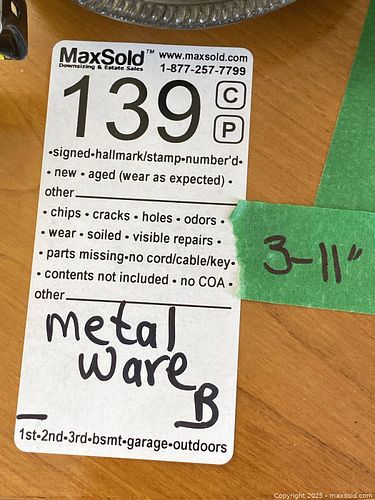 MaxSold™ www.maxsold.com
Downsizing & Estate Sales 1-877-257-7799
139 C
P
•signed•hallmark/stamp•number'd•
• new • aged (wear as expected) •
other
• chips • cracks • holes • odors •
• wear • soiled • visible repairs •
• parts missing•no cord/cable/key•
• contents not included • no COA •
other
3-11"
metal
ware
B
1st•2nd•3rd•bsmt•garage•outdoors
Copyright 2025 - maxsold.com